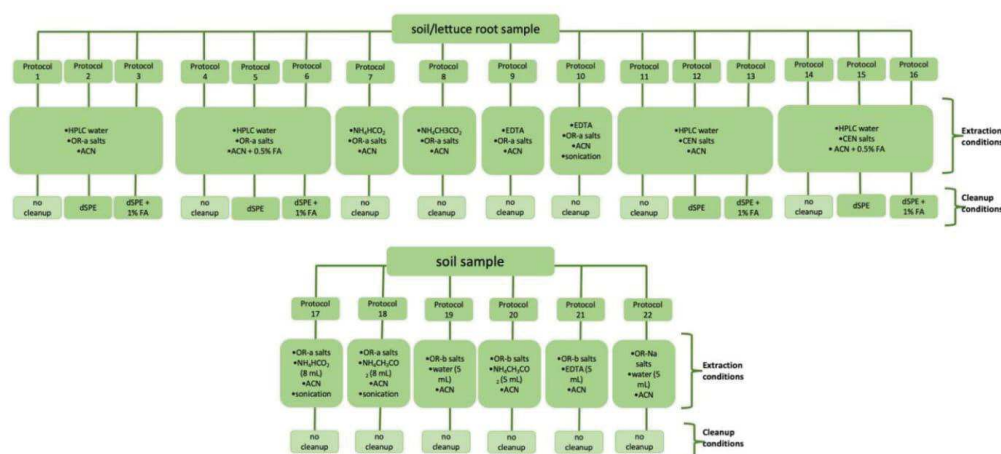 soil/lettuce root sample
Protocol
1
Protocol
2
Protocol
3
Protocol
4
Protocol
5
Protocol
6
Protocol
7
Protocol
8
Protocol
9
Protocol
10
Protocol
11
Protocol
12
Protocol
13
Protocol
14
Protocol
15
Protocol
16
•HPLC water
•OR-a salts
•ACN
•HPLC water
•OR-a salts
•ACN + 0.5% FA
•NH₄HCO₂
•OR-a salts
•ACN
•NH₄CH3CO₂
•OR-a salts
•ACN
•EDTA
•OR-a salts
•ACN
•EDTA
•OR-a salts
•ACN
•sonication
•HPLC water
•CEN salts
•ACN
•HPLC water
•CEN salts
• ACN + 0.5% FA
Extraction
conditions
no
cleanup
dSPE
dSPE +
1% FA
no
cleanup
dSPE
dSPE +
1% FA
no
cleanup
no
cleanup
no
cleanup
no
cleanup
no
cleanup
dSPE
dSPE +
1% FA
no
cleanup
dSPE
dSPE +
1% FA
Cleanup
conditions
soil sample
Protocol
17
Protocol
18
Protocol
19
Protocol
20
Protocol
21
Protocol
22
•OR-a salts
•NH₄HCO₂
(8 mL)
•ACN
•sonication
•OR-a salts
•NH₄CH₃CO
₂ (8 mL)
•ACN
•sonication
•OR-b salts
•water (5
mL)
•ACN
•OR-b salts
•NH₄CH₃CO
₂ (5 mL)
•ACN
•OR-b salts
•EDTA (5
mL)
•ACN
•OR-Na
salts
•water (5
mL)
•ACN
Extraction
conditions
no
cleanup
no
cleanup
no
cleanup
no
cleanup
no
cleanup
no
cleanup
Cleanup
conditions